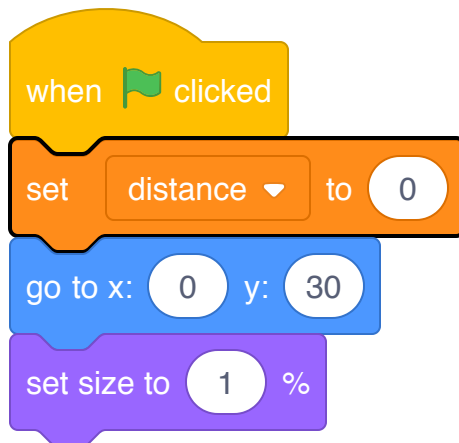 when clicked
set distance to 0
go to x: 0 y: 30
set size to 1 %